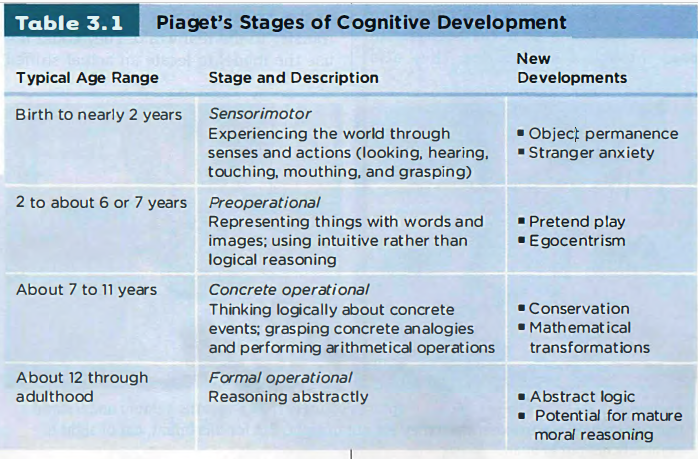 Table 3.1 Piaget's Stages of Cognitive Development
New
Typical Age Range Stage and Description Developments
Birth to nearly 2 years Sensorimotor
Experiencing the world through ▪ Object permanence
senses and actions (looking, hearing, ▪ Stranger anxiety
touching, mouthing, and grasping)
2 to about 6 or 7 years Preoperational
Representing things with words and ▪ Pretend play
images; using intuitive rather than ▪ Egocentrism
logical reasoning
About 7 to 11 years Concrete operational
Thinking logically about concrete ▪ Conservation
events; grasping concrete analogies ▪ Mathematical
and performing arithmetical operations transformations
About 12 through Formal operational
adulthood Reasoning abstractly ▪ Abstract logic
▪ Potential for mature
moral reasoning